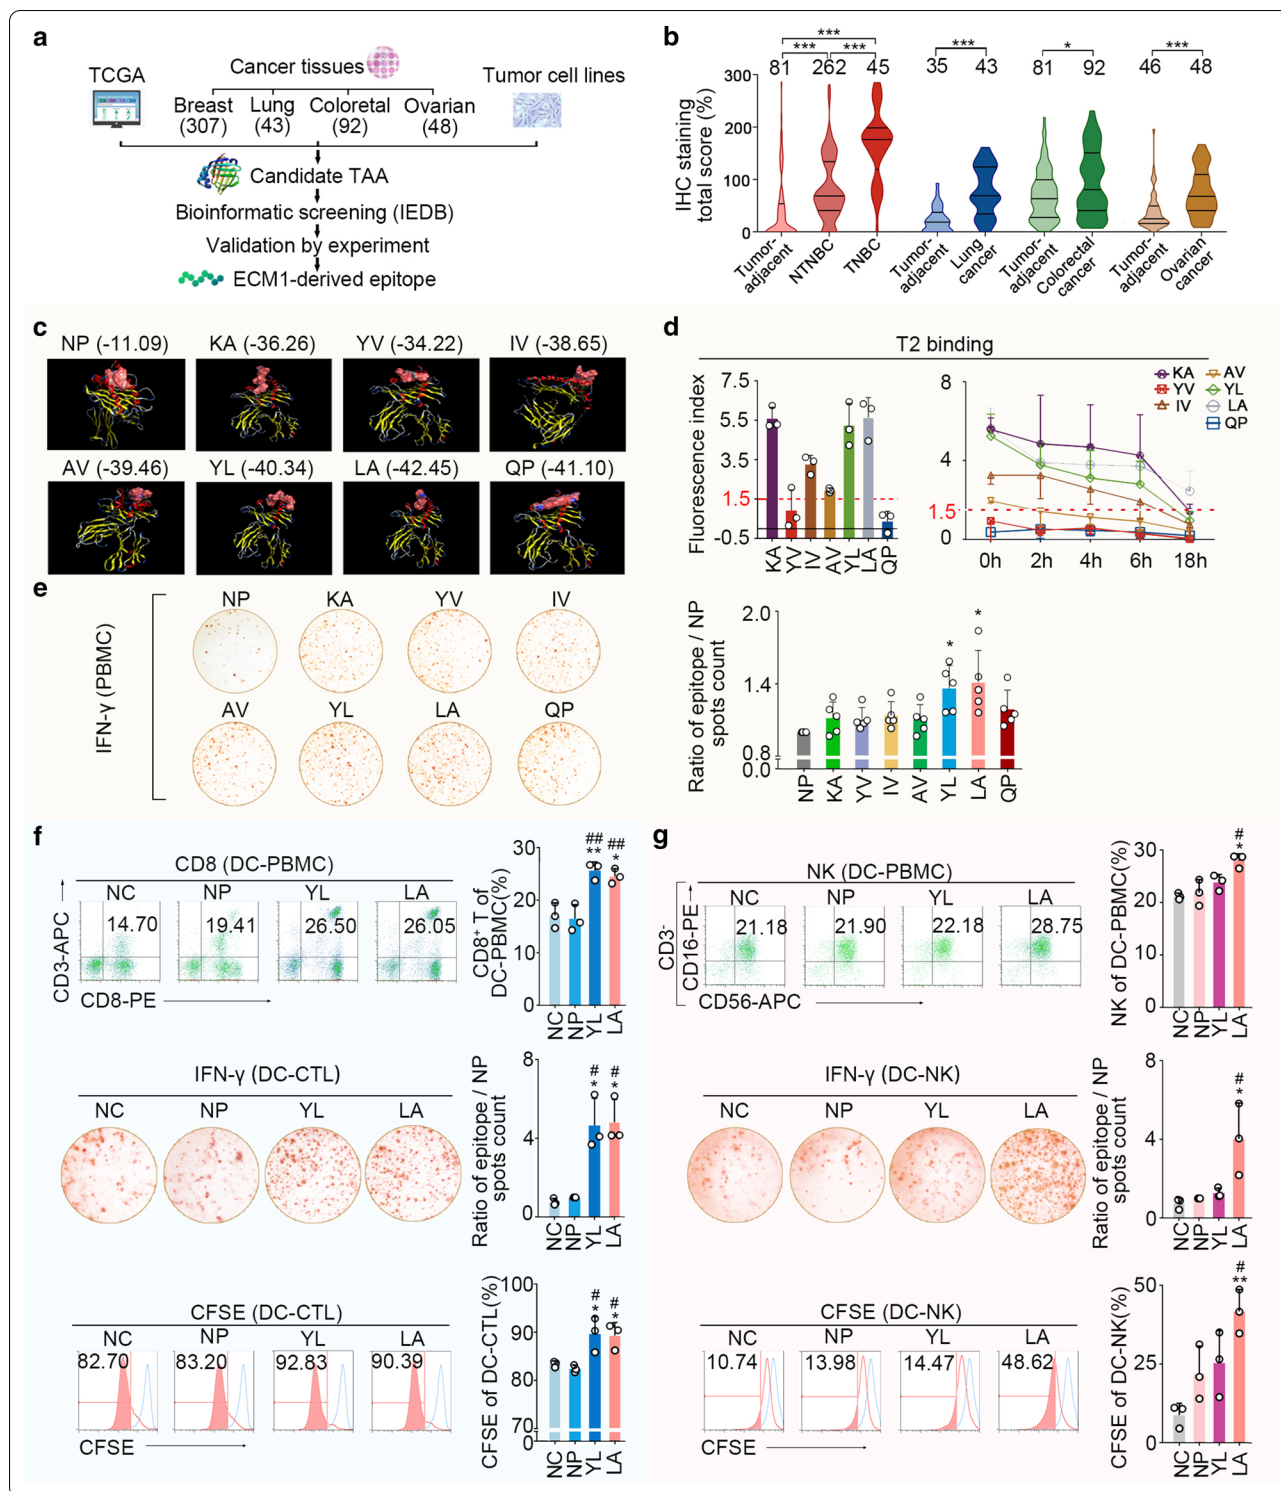 a
TCGA
Cancer tissues
Tumor cell lines
Breast
(307)
Lung
(43)
Coloretal
(92)
Ovarian
(48)
Candidate TAA
Bioinformatic screening (IEDB)
Validation by experiment
ECM1-derived epitope
b
***
*** *** *** * ***
81 262 45 35 43 81 92 46 48
IHC staining
total score (%)
300
200
100
0
Tumor-
adjacent
NTNBC
TNBC
Tumor-
adjacent
Lung
cancer
Tumor-
adjacent
Colorectal
cancer
Tumor-
adjacent
Ovarian
cancer
c
NP (-11.09) KA (-36.26) YV (-34.22) IV (-38.65)
AV (-39.46) YL (-40.34) LA (-42.45) QP (-41.10)
d
T2 binding
Fluorescence index
7.5
5.5
3.5
1.5
-0.5
KA YV IV AV YL LA QP
8
4
1.5
0
0h 2h 4h 6h 18h
KA AV
YV YL
IV LA
QP
e
IFN-γ (PBMC)
NP KA YV IV
AV YL LA QP
Ratio of epitope / NP
spots count
2.0
1.4
0.8
0.0
* *
NP KA YV IV AV YL LA QP
f
CD8 (DC-PBMC)
NC NP YL LA
14.70 19.41 26.50 26.05
CD3-APC
CD8-PE
CD8+ T of
DC-PBMC(%)
30
20
10
0
## ##
** *
NC NP YL LA
IFN-γ (DC-CTL)
NC NP YL LA
Ratio of epitope / NP
spots count
8
4
0
# #
* *
NC NP YL LA
CFSE (DC-CTL)
NC NP YL LA
82.70 83.20 92.83 90.39
CFSE
CFSE of DC-CTL(%)
100
90
80
70
0
# #
* *
NC NP YL LA
g
NK (DC-PBMC)
NC NP YL LA
21.18 21.90 22.18 28.75
CD3-
CD16-PE
CD56-APC
NK of DC-PBMC(%)
30
20
10
0
#
*
NC NP YL LA
IFN-γ (DC-NK)
NC NP YL LA
Ratio of epitope / NP
spots count
8
4
0
#
*
NC NP YL LA
CFSE (DC-NK)
NC NP YL LA
10.74 13.98 14.47 48.62
CFSE
CFSE of DC-NK(%)
50
25
0
#
**
NC NP YL LA